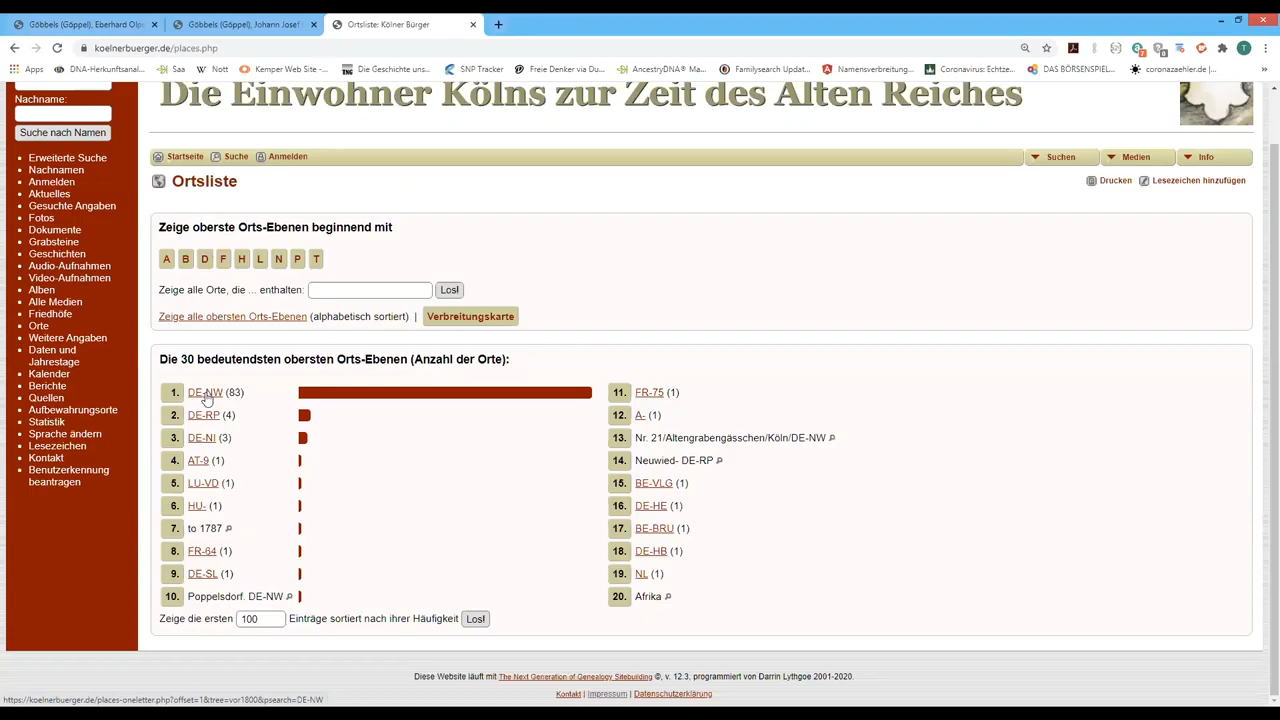 Göbbels (Göppel), Eberhard Olps
Göbbels (Göppel), Johann Josef
Ortsliste: Kölner Bürger
koelnerbuerger.de/places.php
Apps
DNA-Herkunftsanal...
Saa
Nott
Kemper Web Site -...
Die Geschichte uns...
SNP Tracker
Freie Denker via Du...
AncestryDNA® Ma...
Familysearch Updat...
Namensverbreitung...
Coronavirus: Echtze...
DAS BÖRSENSPIEL...
coronazaehler.de |...
»
Die Einwohner Kölns zur Zeit des Alten Reiches
Nachname:
Suche nach Namen
Erweiterte Suche
Nachnamen
Anmelden
Aktuelles
Gesuchte Angaben
Fotos
Dokumente
Grabsteine
Geschichten
Audio-Aufnahmen
Video-Aufnahmen
Alben
Alle Medien
Friedhöfe
Orte
Weitere Angaben
Daten und
Jahrestage
Kalender
Berichte
Quellen
Aufbewahrungsorte
Statistik
Sprache ändern
Lesezeichen
Kontakt
Benutzerkennung
beantragen
Startseite Suche Anmelden Suchen Medien Info
Ortsliste
Drucken Lesezeichen hinzufügen
Zeige oberste Orts-Ebenen beginnend mit
A B D F H L N P T
Zeige alle Orte, die ... enthalten: Los!
Zeige alle obersten Orts-Ebenen (alphabetisch sortiert) | Verbreitungskarte
Die 30 bedeutendsten obersten Orts-Ebenen (Anzahl der Orte):
1. DE-NW (83)
2. DE-RP (4)
3. DE-NI (3)
4. AT-9 (1)
5. LU-VD (1)
6. HU- (1)
7. to 1787
8. FR-64 (1)
9. DE-SL (1)
10. Poppelsdorf. DE-NW
11. FR-75 (1)
12. A- (1)
13. Nr. 21/Altengrabengässchen/Köln/DE-NW
14. Neuwied- DE-RP
15. BE-VLG (1)
16. DE-HE (1)
17. BE-BRU (1)
18. DE-HB (1)
19. NL (1)
20. Afrika
Zeige die ersten 100 Einträge sortiert nach ihrer Häufigkeit Los!
Diese Website läuft mit The Next Generation of Genealogy Sitebuilding ©, v. 12.3, programmiert von Darrin Lythgoe 2001-2020.
Kontakt | Impressum | Datenschutzerklärung
https://koelnerbuerger.de/places-oneletter.php?offset=1&tree=vor1800&psearch=DE-NW